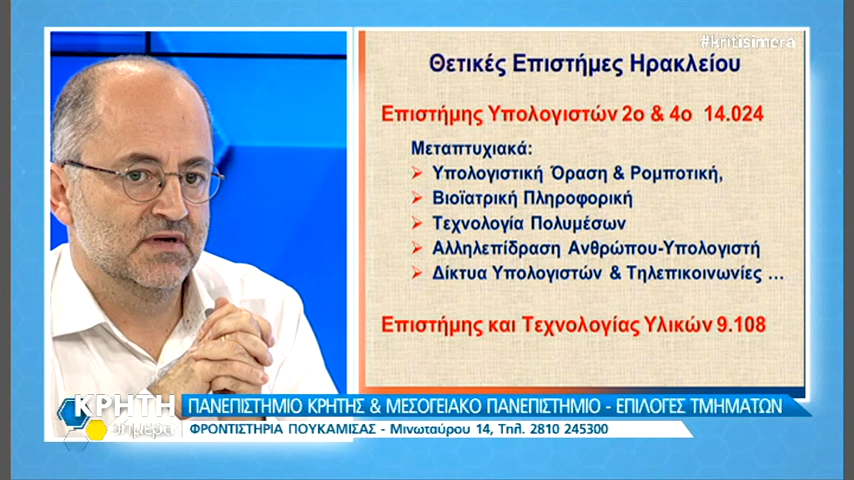 #kritisimera
Θετικές Επιστήμες Ηρακλείου
Επιστήμης Υπολογιστών 2ο & 4ο 14.024
Μεταπτυχιακά:
Υπολογιστική Όραση & Ρομποτική,
Βιοϊατρική Πληροφορική
Τεχνολογία Πολυμέσων
Αλληλεπίδραση Ανθρώπου-Υπολογιστή
Δίκτυα Υπολογιστών & Τηλεπικοινωνίες ...
Επιστήμης και Τεχνολογίας Υλικών 9.108
ΚΡΗΤΗ
σήμερα
ΠΑΝΕΠΙΣΤΗΜΙΟ ΚΡΗΤΗΣ & ΜΕΣΟΓΕΙΑΚΟ ΠΑΝΕΠΙΣΤΗΜΙΟ - ΕΠΙΛΟΓΕΣ ΤΜΗΜΑΤΩΝ
ΦΡΟΝΤΙΣΤΗΡΙΑ ΠΟΥΚΑΜΙΣΑΣ - Μινωταύρου 14, Τηλ. 2810 245300